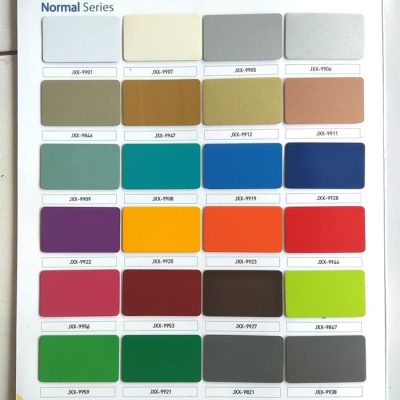 Normal Series
JXX-9901 JXX-9907 JXX-9905 JXX-9906
JXX-9846 JXX-9947 JXX-9912 JXX-9911
JXX-9909 JXX-9908 JXX-9919 JXX-9928
JXX-9922 JXX-9920 JXX-9923 JXX-9946
JXX-9956 JXX-9953 JXX-9927 JXX-9847
JXX-9959 JXX-9921 JXX-9821 JXX-9938